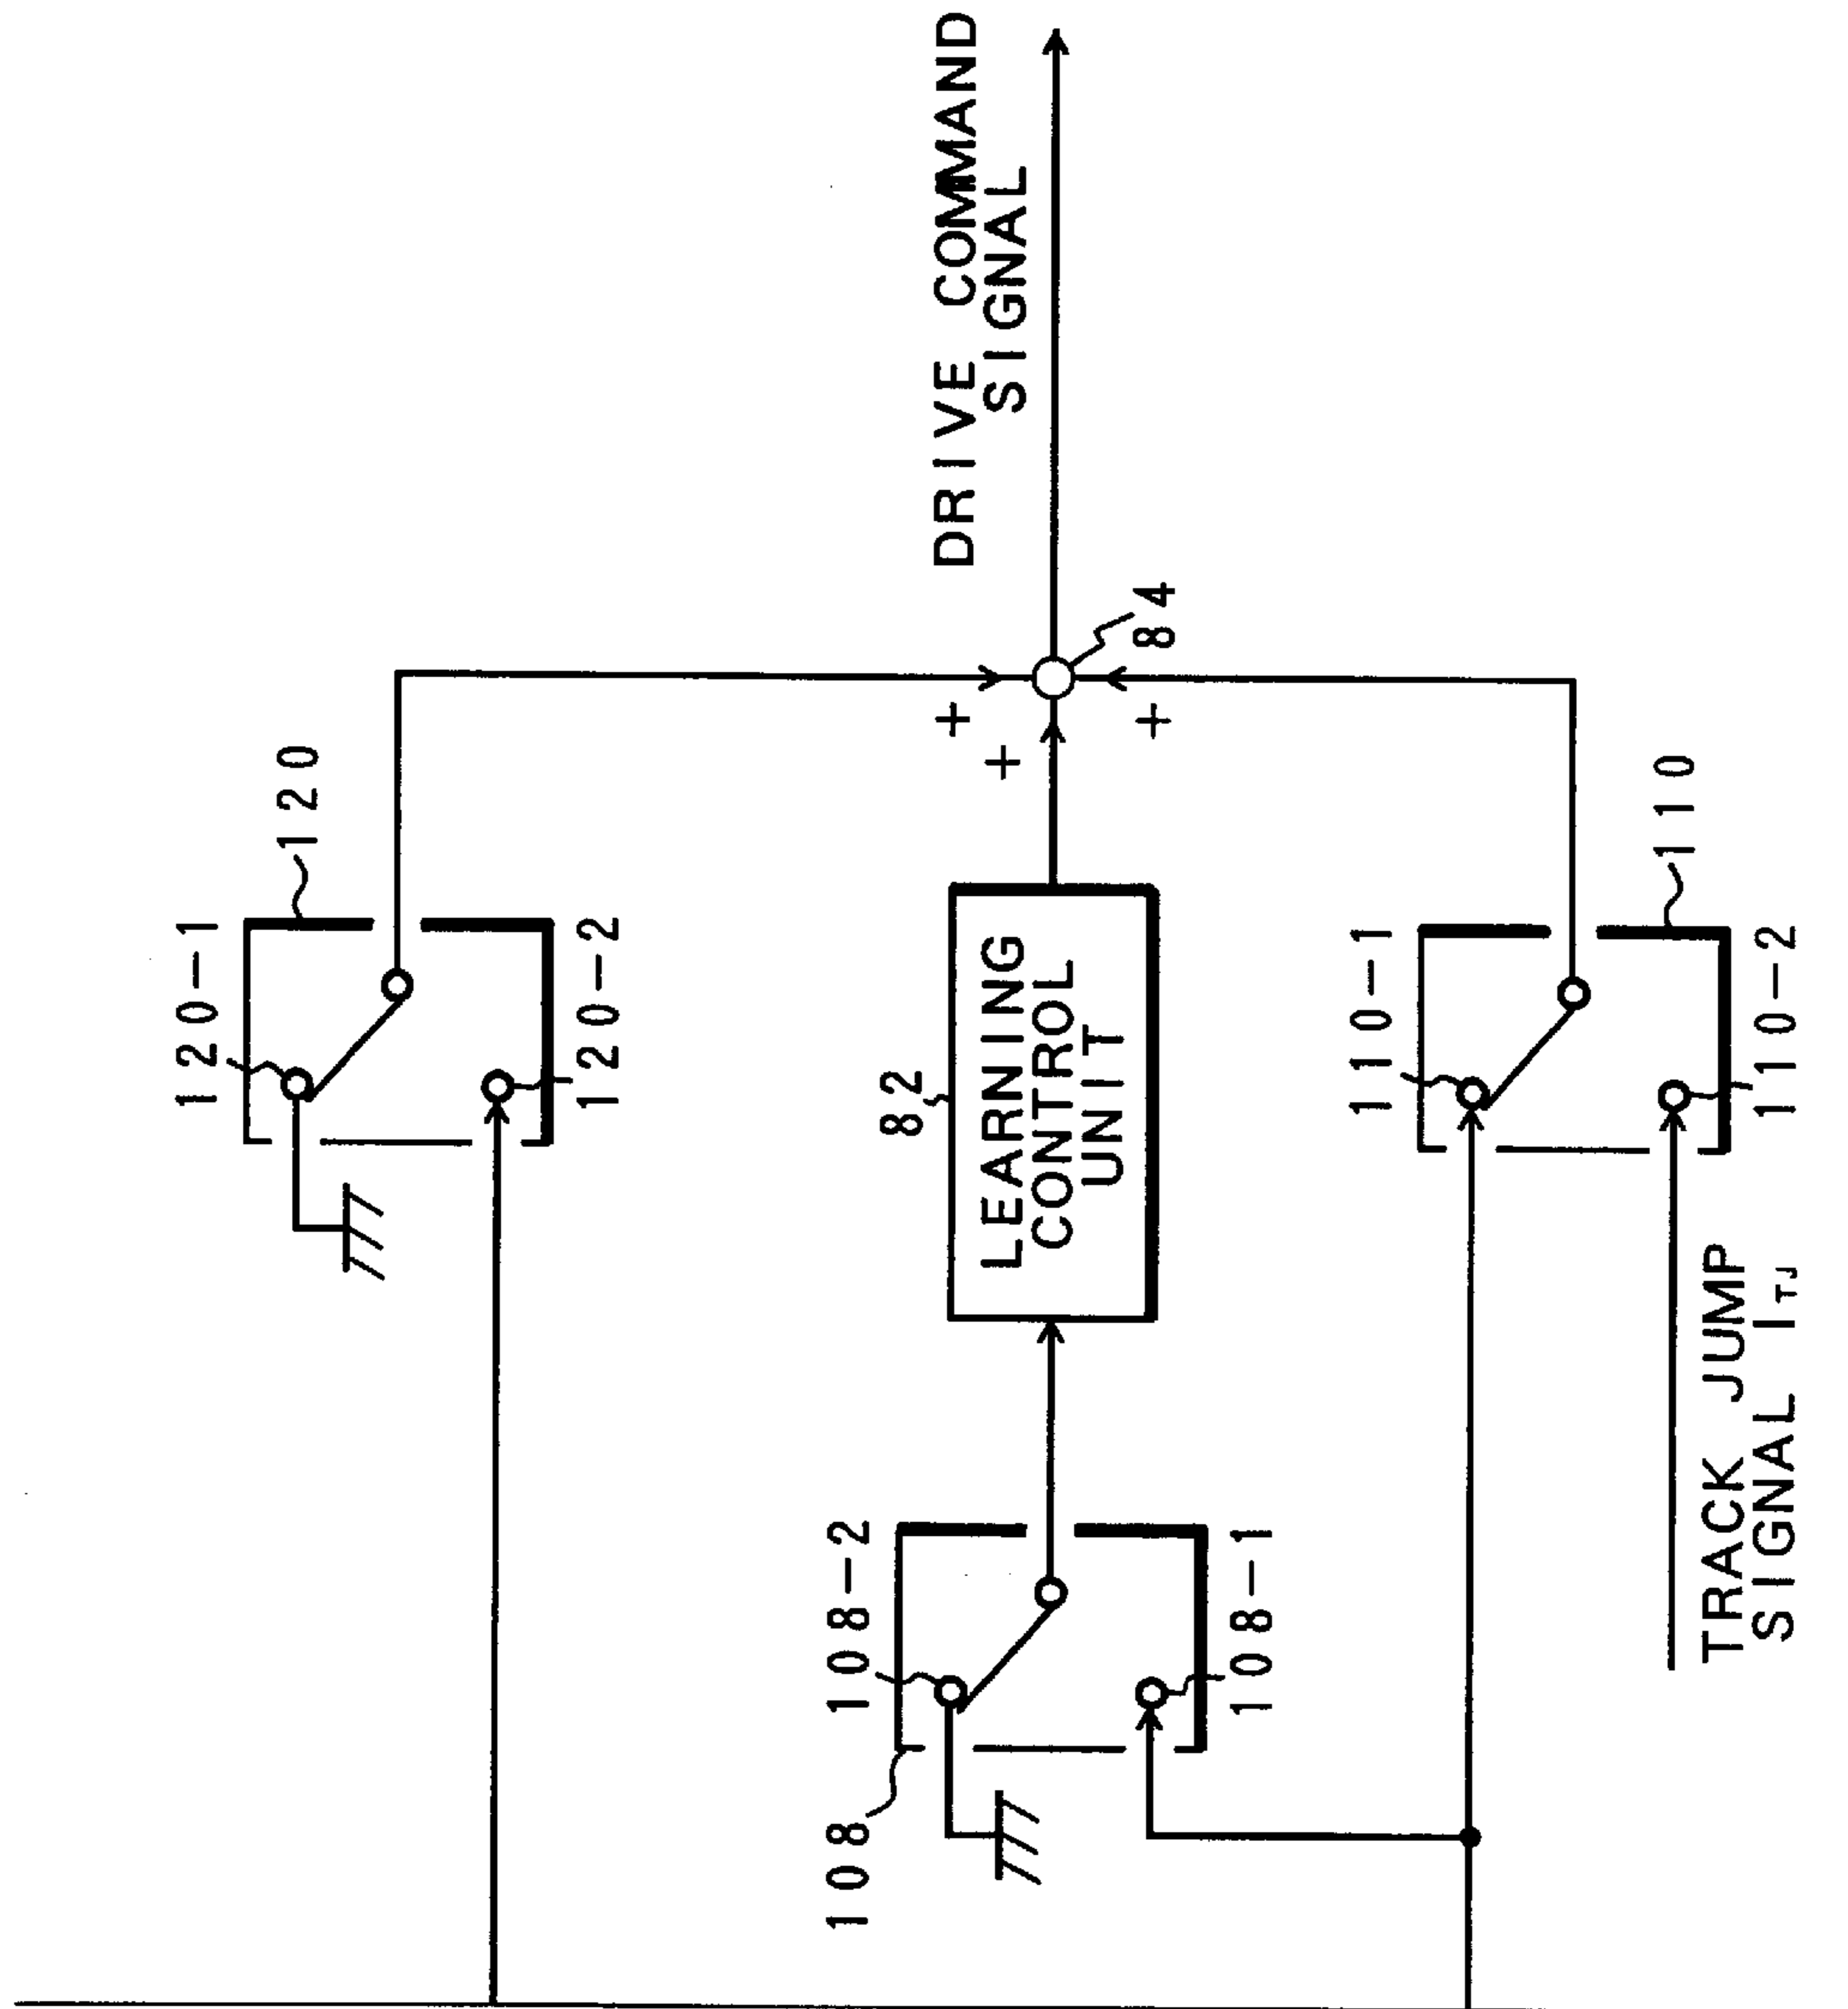 120-1
120
120-2
DRIVE COMMAND
SIGNAL
84
+
+
+
82
LEARNING
CONTROL
UNIT
108
108-2
108-1
110-1
110
110-2
TRACK JUMP
SIGNAL ITJ